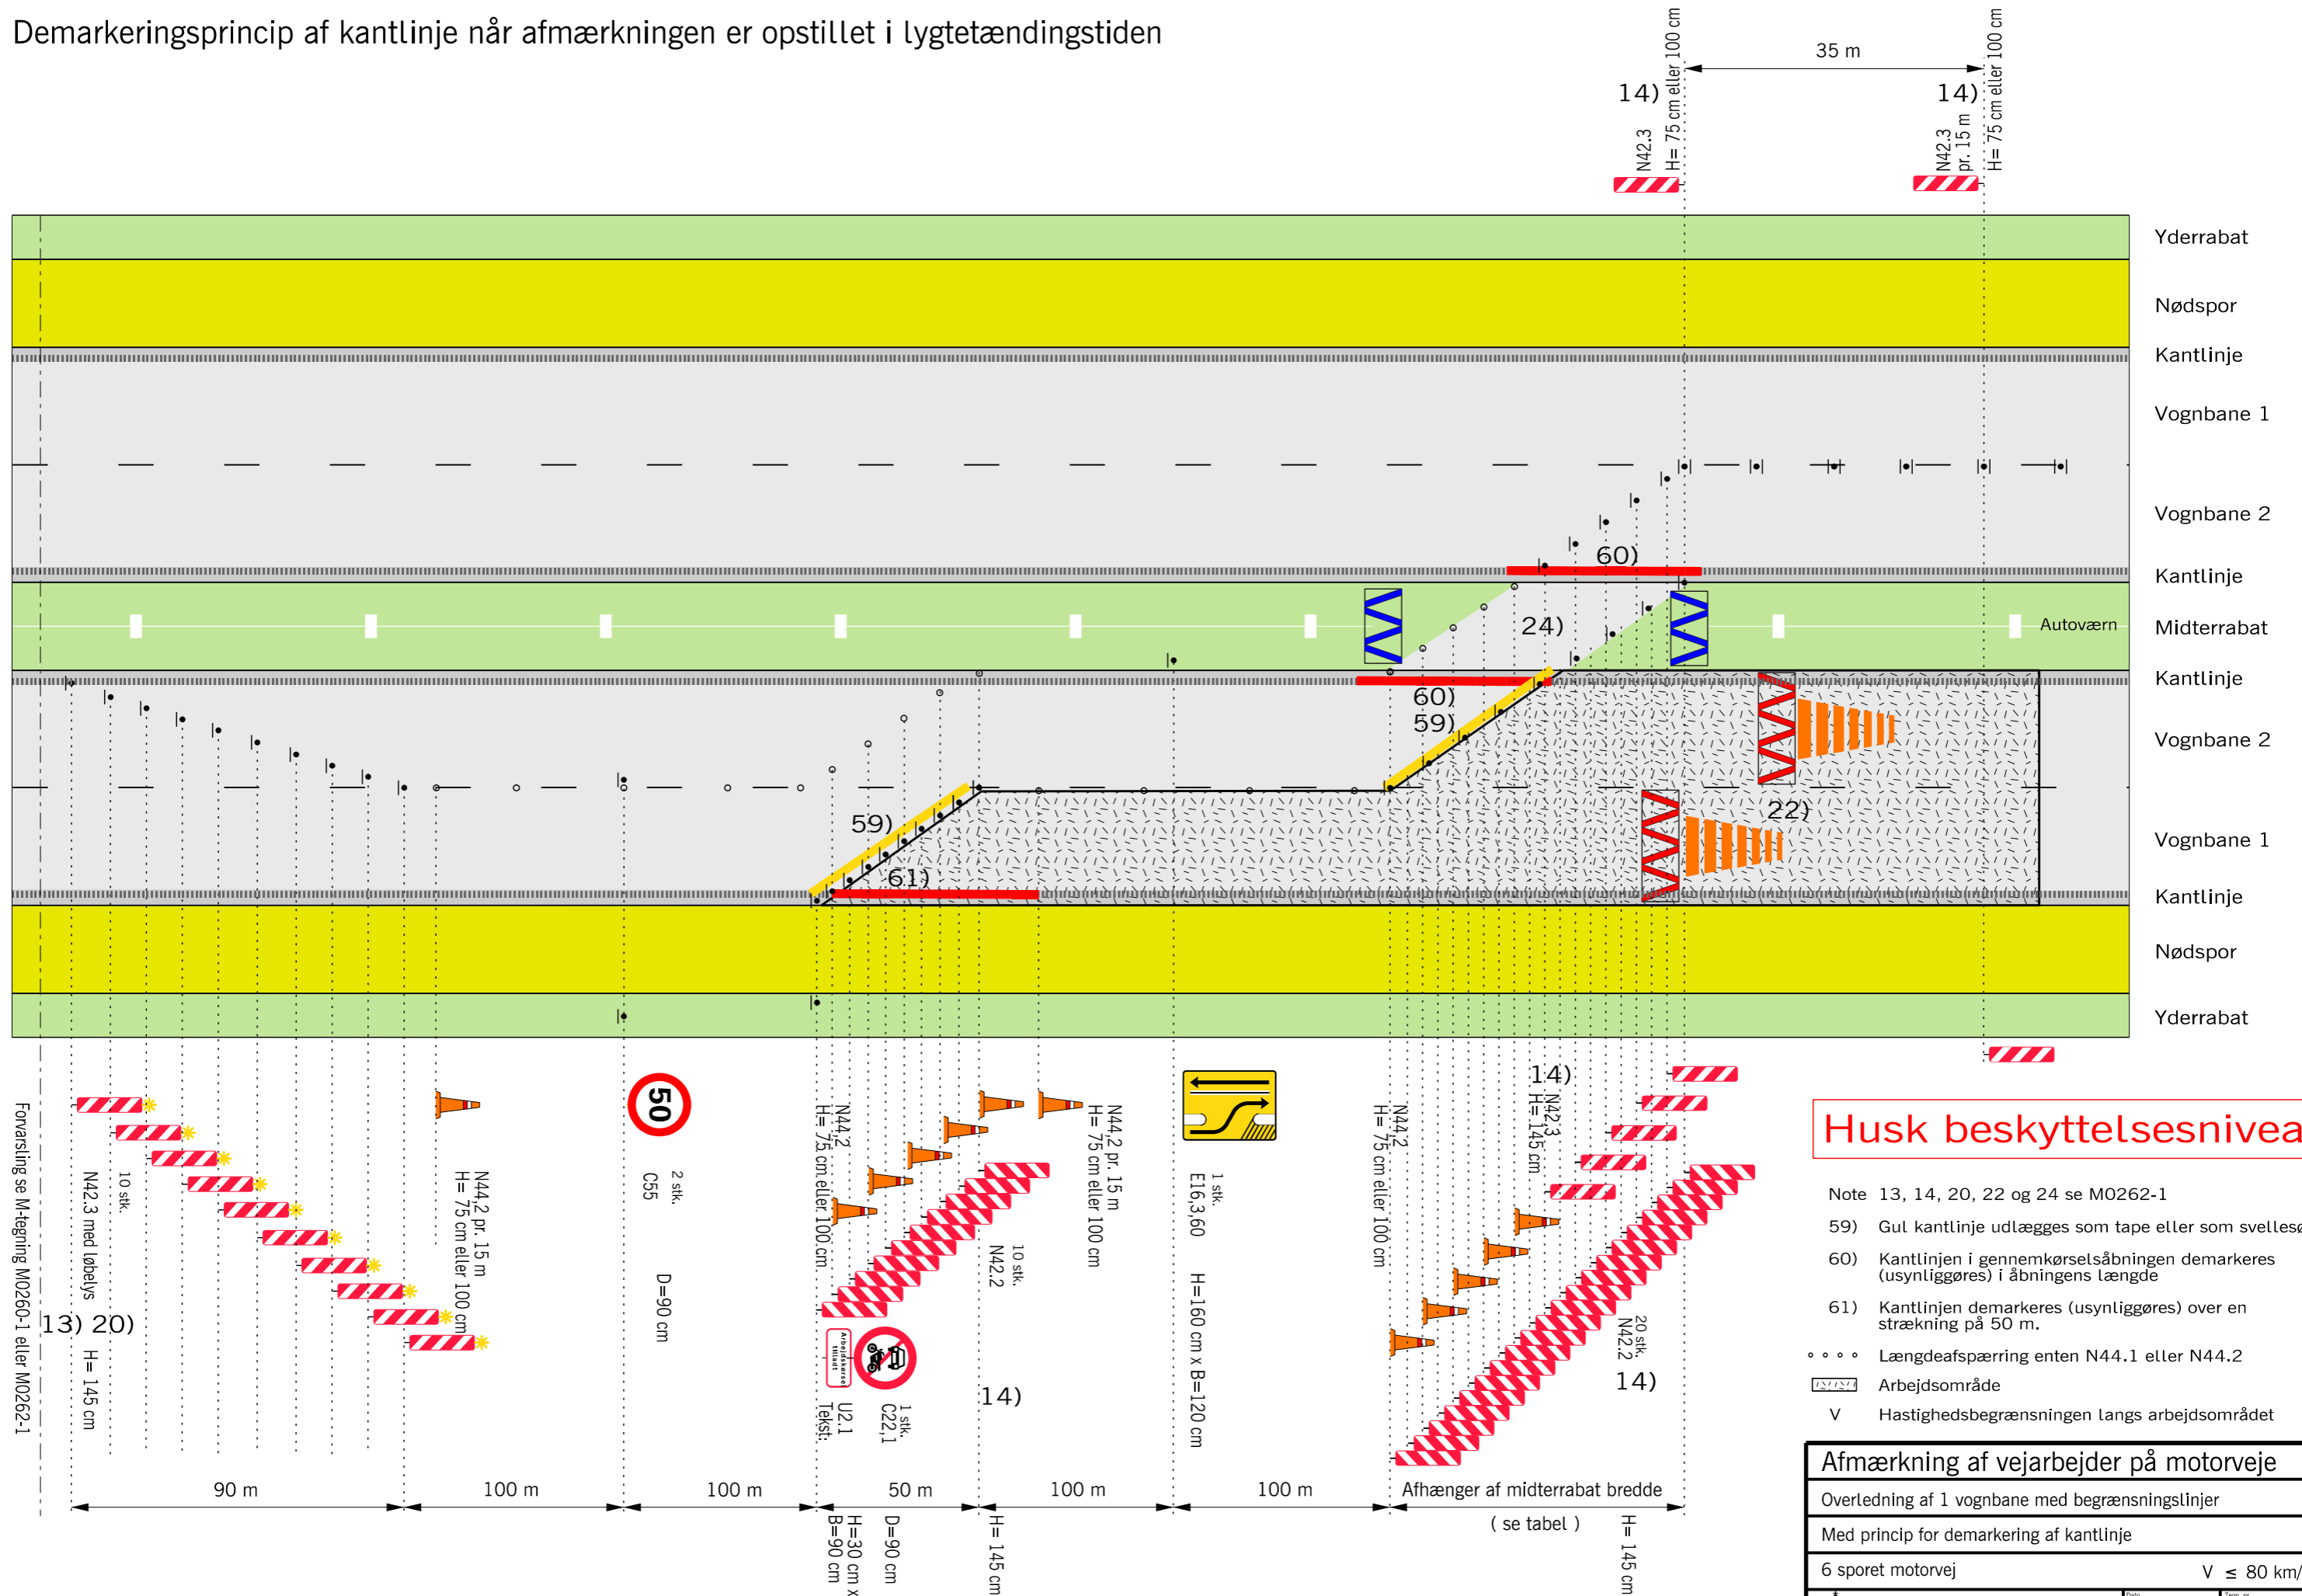 Demarkeringsprincip af kantlinje når afmærkningen er opstillet i lygtetændingstiden
35 m
14)
N42.3
H= 75 cm eller 100 cm
14)
N42.3
pr. 15 m
H= 75 cm eller 100 cm
Yderrabat
Nødspor
Kantlinje
Vognbane 1
Vognbane 2
60)
Kantlinje
24)
Autoværn
Midterrabat
Kantlinje
60)
59)
Vognbane 2
22)
59)
Vognbane 1
61)
Kantlinje
Nødspor
Yderrabat
Forvarsling se M-tegning M0260-1 eller M0262-1
10 stk.
N42.3 med løbelys
H= 145 cm
13) 20)
N44.2 pr. 15 m
H= 75 cm eller 100 cm
50
2 stk.
C55
D=90 cm
N44.2
H= 75 cm eller 100 cm
10 stk.
N42.2
N44.2 pr. 15 m
H= 75 cm eller 100 cm
Arbejdskørsel
tilladt
1 stk.
C22,1
U2.1
Tekst:
14)
1 stk.
E16,3,60
H=160 cm x B=120 cm
N44.2
H= 75 cm eller 100 cm
14)
N42.3
H= 145 cm
20 stk.
N42.2
14)
90 m
100 m
100 m
50 m
100 m
100 m
Afhænger af midterrabat bredde
( se tabel )
H=30 cm x
B=90 cm
D=90 cm
H= 145 cm
H= 145 cm
Husk beskyttelsesnivea
Note 13, 14, 20, 22 og 24 se M0262-1
59) Gul kantlinje udlægges som tape eller som svellesø
60) Kantlinjen i gennemkørselsåbningen demarkeres
(usynliggøres) i åbningens længde
61) Kantlinjen demarkeres (usynliggøres) over en
strækning på 50 m.
Længdeafspærring enten N44.1 eller N44.2
Arbejdsområde
V Hastighedsbegrænsningen langs arbejdsområdet
Afmærkning af vejarbejder på motorveje
Overledning af 1 vognbane med begrænsningslinjer
Med princip for demarkering af kantlinje
6 sporet motorvej V ≤ 80 km/